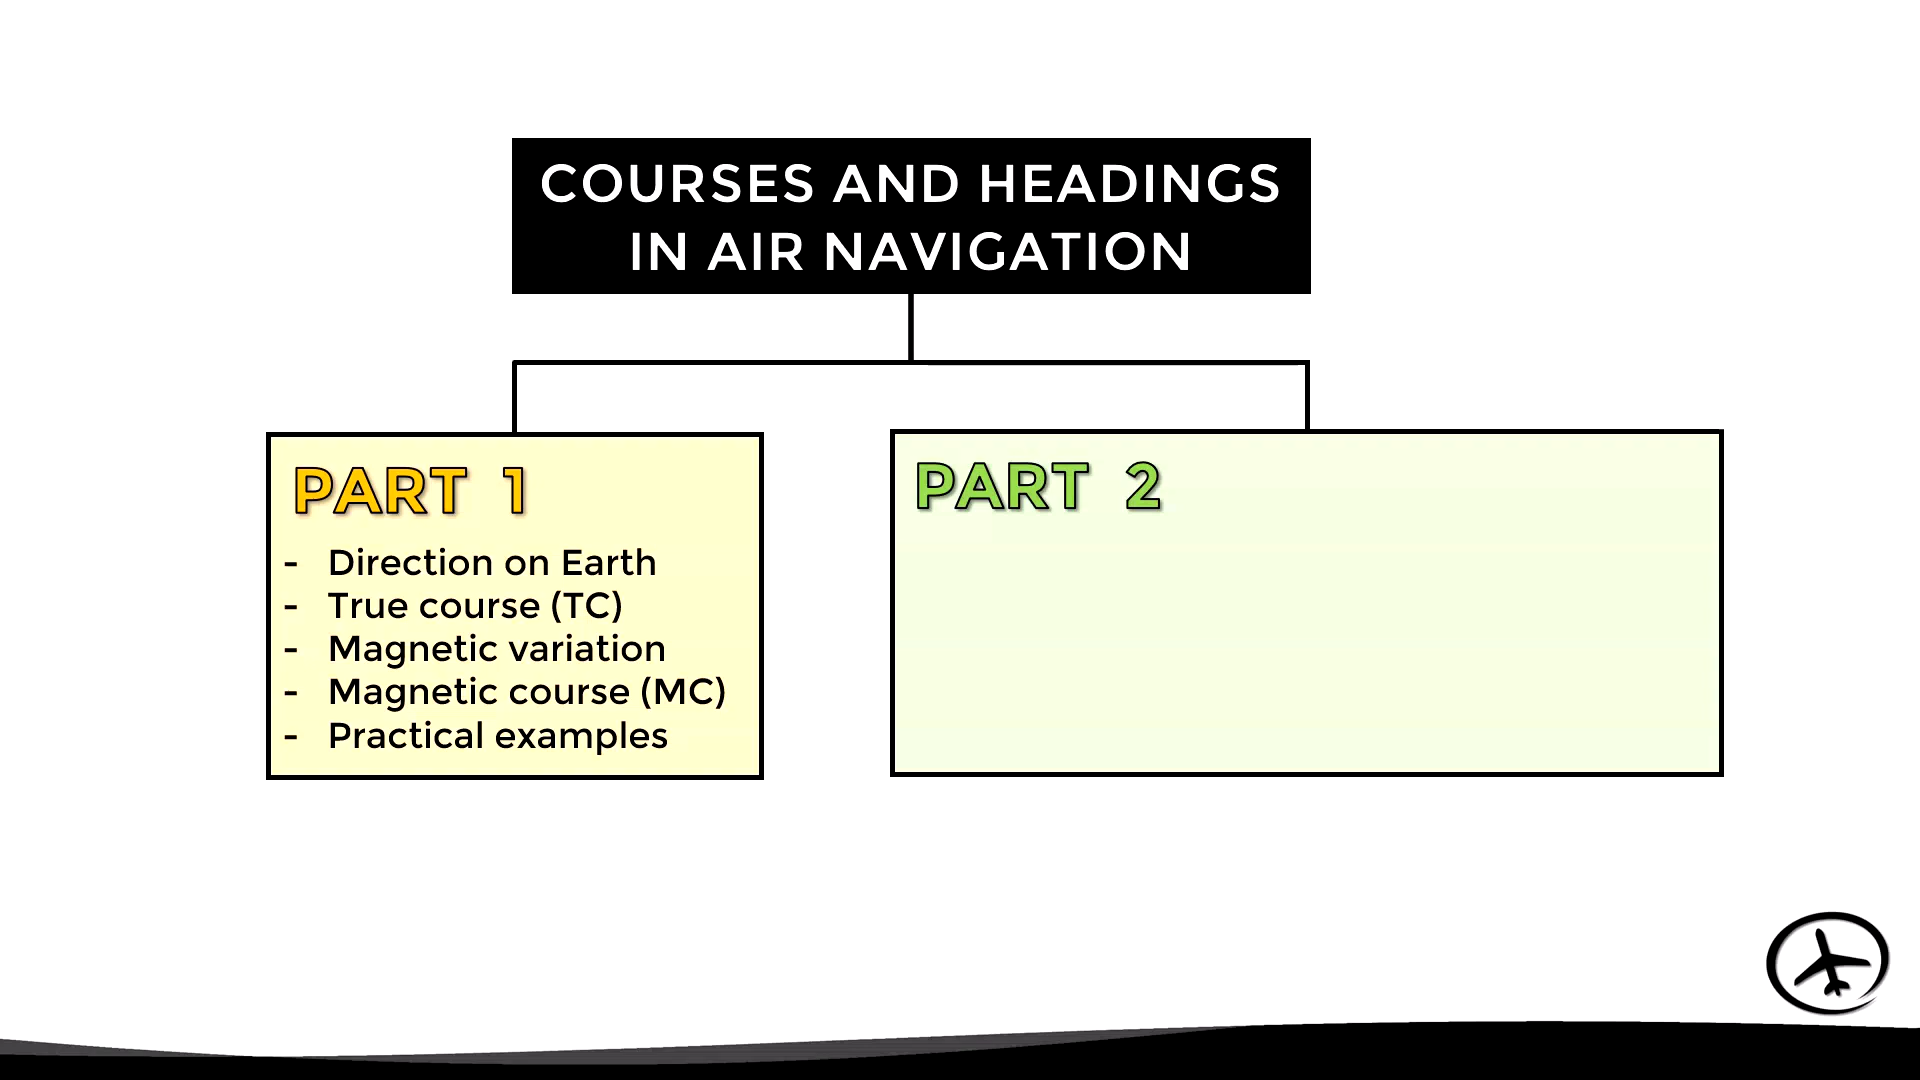 COURSES AND HEADINGS
IN AIR NAVIGATION
PART 1
- Direction on Earth
- True course (TC)
- Magnetic variation
- Magnetic course (MC)
- Practical examples
PART 2